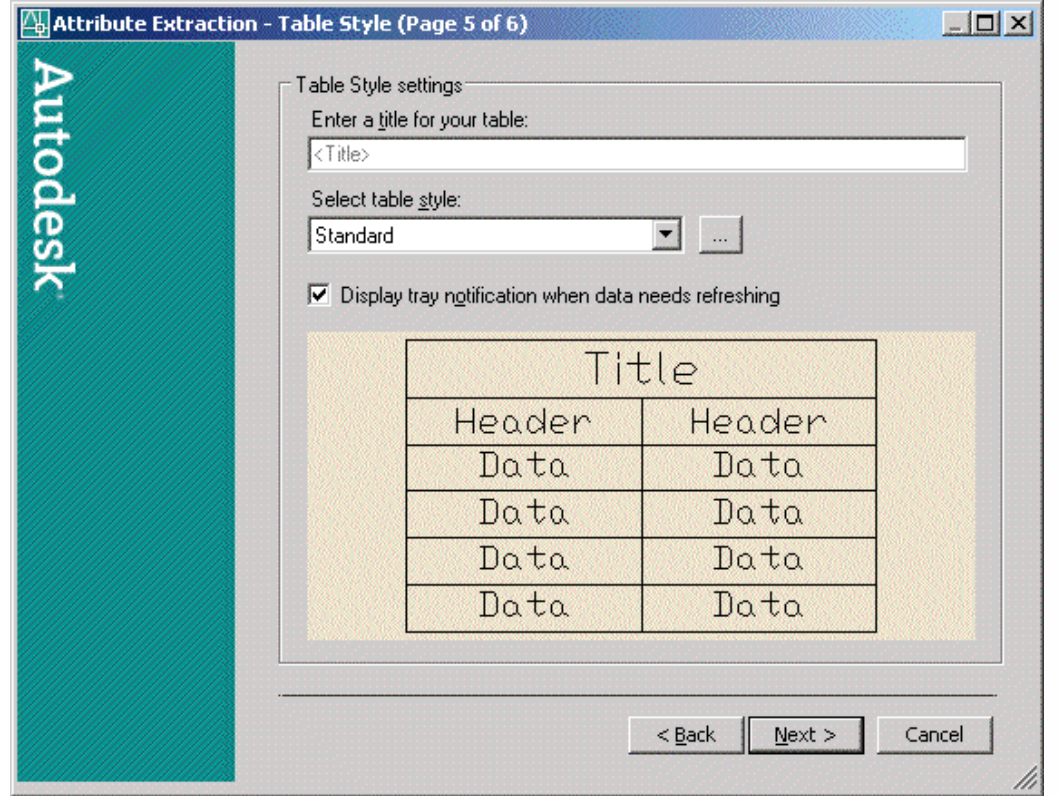 Attribute Extraction - Table Style (Page 5 of 6)
Autodesk
Table Style settings
Enter a title for your table:
<Title>
Select table style:
Standard
...
Display tray notification when data needs refreshing
Title
Header Header
Data Data
Data Data
Data Data
Data Data
< Back Next > Cancel